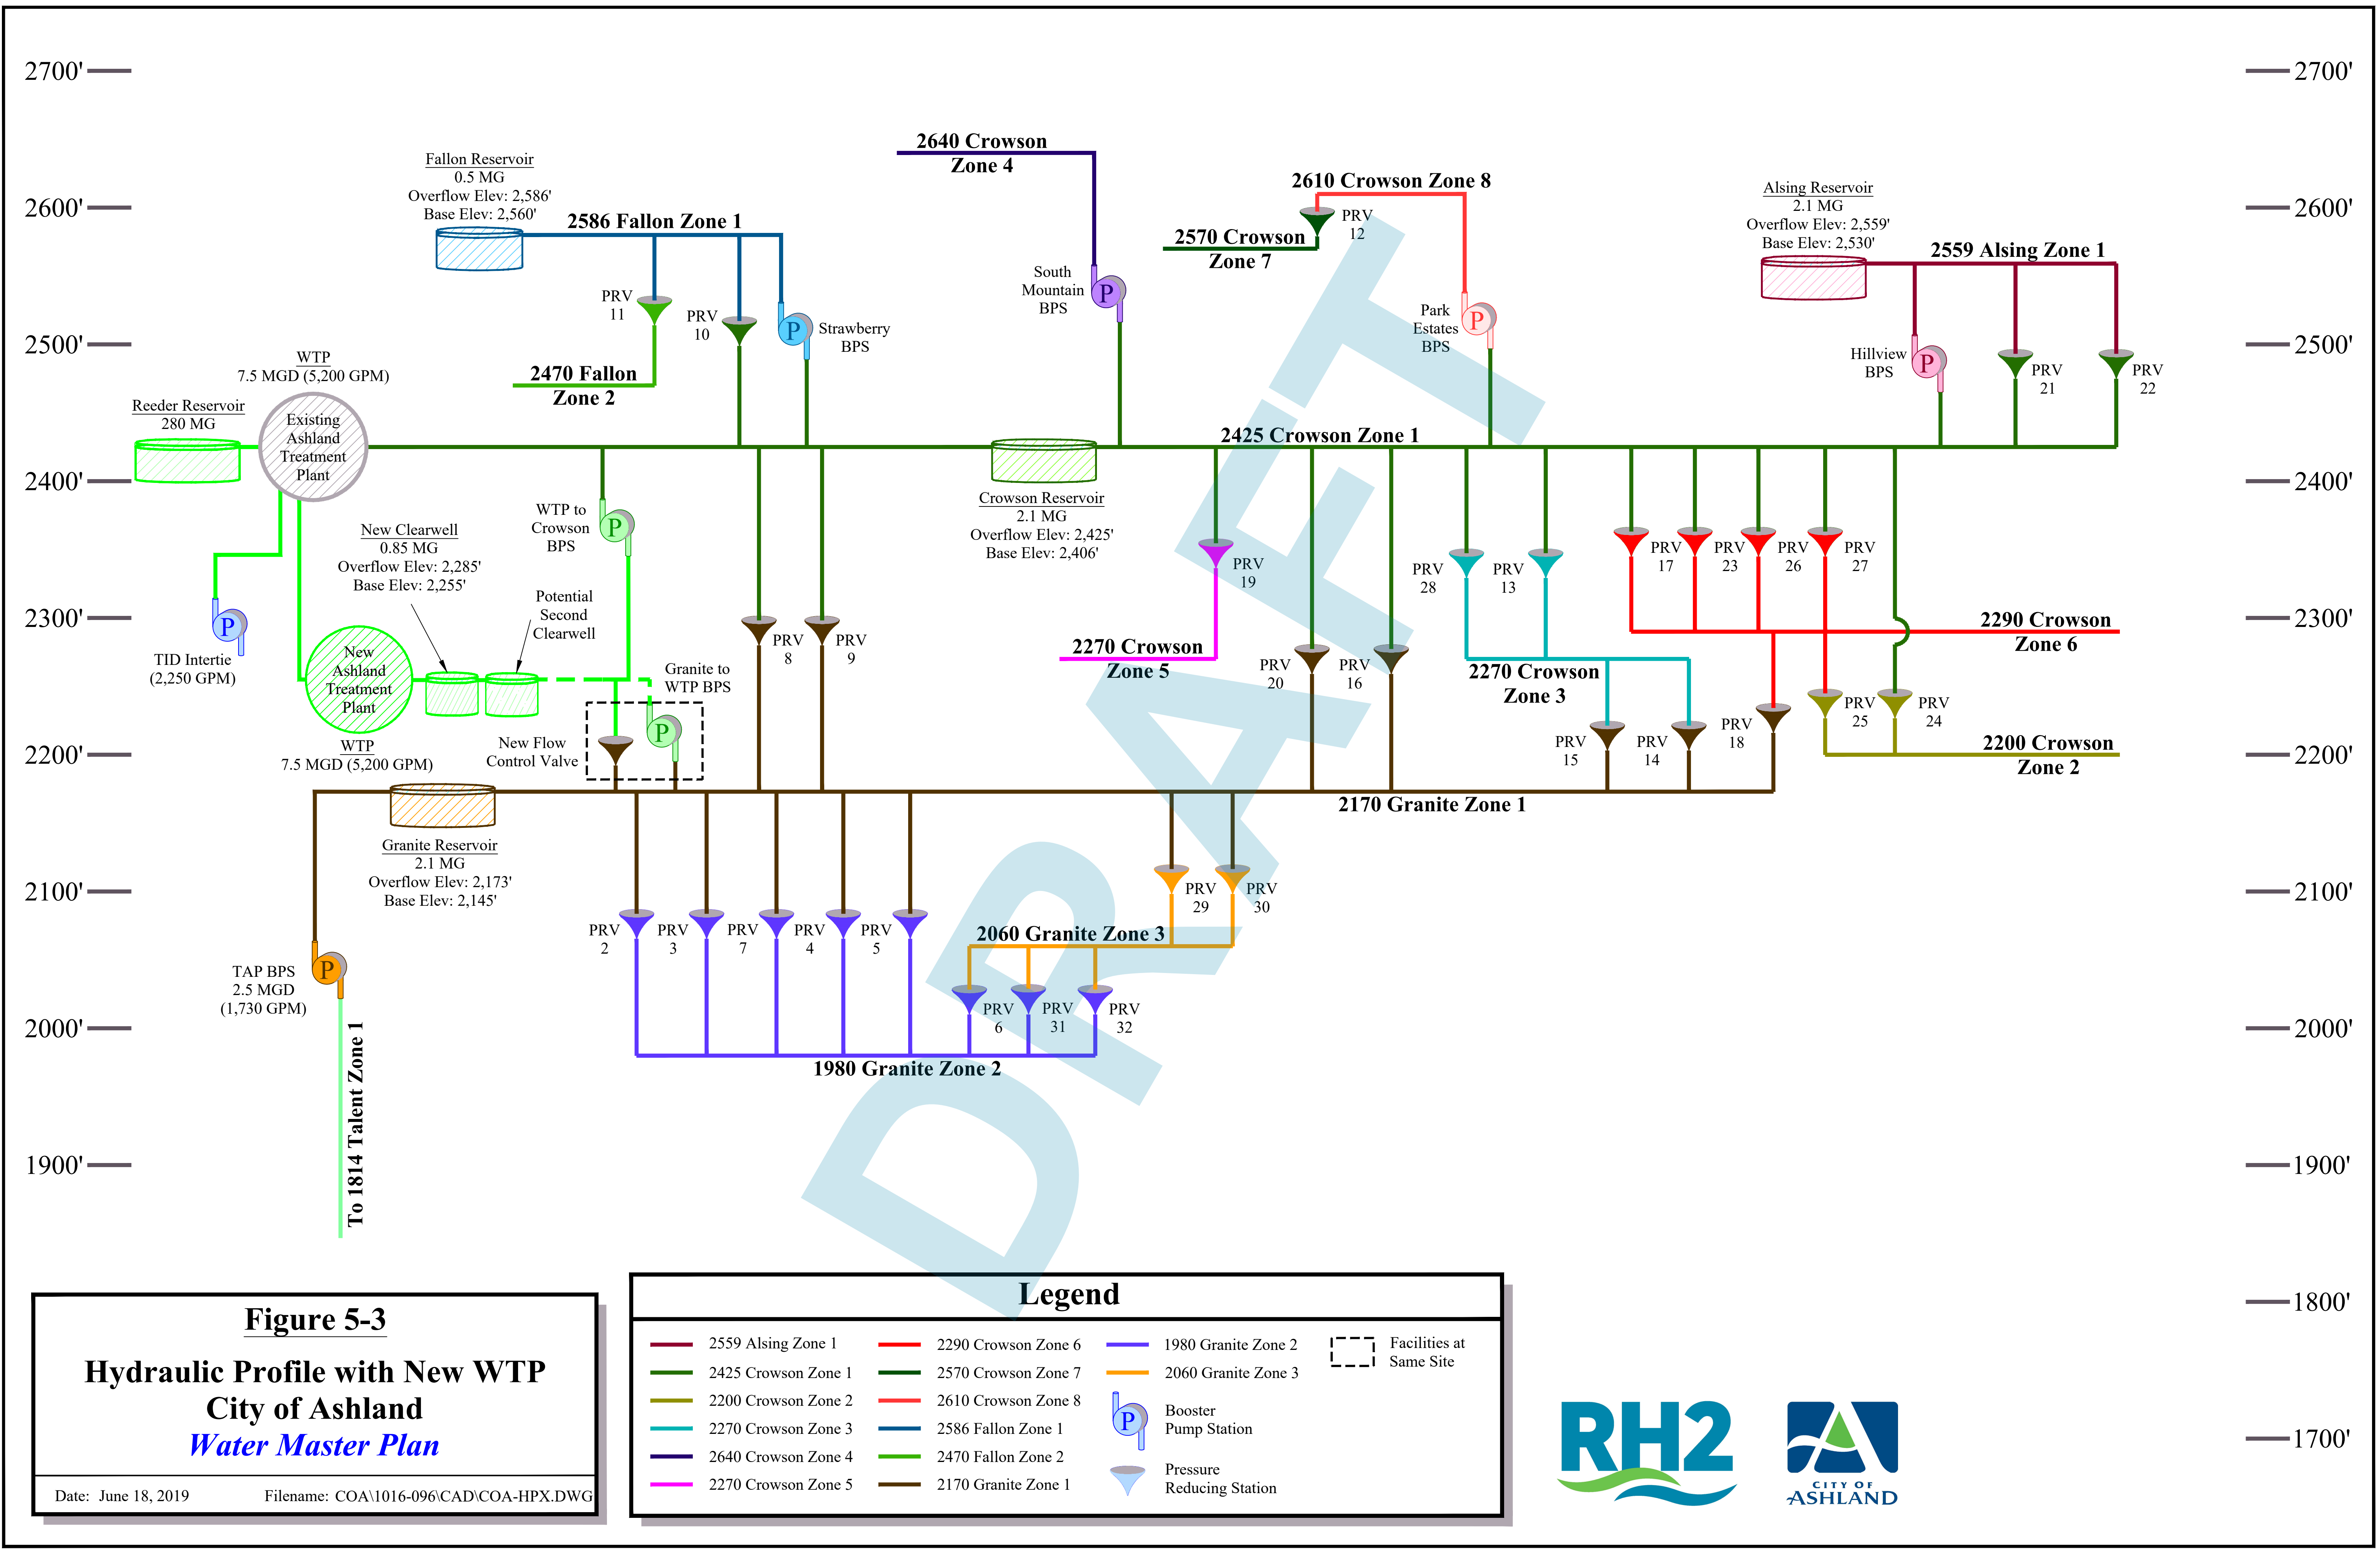 2700'
2700'
2640 Crowson
Zone 4
Fallon Reservoir
0.5 MG
Overflow Elev: 2,586'
Base Elev: 2,560'
2610 Crowson Zone 8
Alsing Reservoir
2.1 MG
Overflow Elev: 2,559'
Base Elev: 2,530'
2600'
2600'
2586 Fallon Zone 1
PRV
12
2570 Crowson
Zone 7
2559 Alsing Zone 1
South
Mountain
BPS
P
PRV
11
PRV
10
P
Strawberry
BPS
Park
Estates
BPS
P
2500'
2500'
Hillview
BPS
P
PRV
21
PRV
22
WTP
7.5 MGD (5,200 GPM)
2470 Fallon
Zone 2
Reeder Reservoir
280 MG
Existing
Ashland
Treatment
Plant
2425 Crowson Zone 1
2400'
2400'
Crowson Reservoir
2.1 MG
Overflow Elev: 2,425'
Base Elev: 2,406'
WTP to
Crowson
BPS
P
New Clearwell
0.85 MG
Overflow Elev: 2,285'
Base Elev: 2,255'
Potential
Second
Clearwell
PRV
19
PRV
28
PRV
13
PRV
17
PRV
23
PRV
26
PRV
27
2300'
2300'
P
TID Intertie
(2,250 GPM)
New
Ashland
Treatment
Plant
WTP
7.5 MGD (5,200 GPM)
Granite to
WTP BPS
P
New Flow
Control Valve
PRV
8
PRV
9
2270 Crowson
Zone 5
PRV
20
PRV
16
2270 Crowson
Zone 3
2290 Crowson
Zone 6
PRV
15
PRV
14
PRV
18
PRV
25
PRV
24
2200'
2200'
2200 Crowson
Zone 2
2170 Granite Zone 1
Granite Reservoir
2.1 MG
Overflow Elev: 2,173'
Base Elev: 2,145'
2100'
2100'
PRV
29
PRV
30
PRV
2
PRV
3
PRV
7
PRV
4
PRV
5
2060 Granite Zone 3
TAP BPS
2.5 MGD
(1,730 GPM)
P
PRV
6
PRV
31
PRV
32
2000'
2000'
1980 Granite Zone 2
To 1814 Talent Zone 1
1900'
1900'
1800'
1700'
DRAFT
Figure 5-3
Hydraulic Profile with New WTP
City of Ashland
Water Master Plan
Date: June 18, 2019 Filename: COA\1016-096\CAD\COA-HPX.DWG
Legend
2559 Alsing Zone 1
2425 Crowson Zone 1
2200 Crowson Zone 2
2270 Crowson Zone 3
2640 Crowson Zone 4
2270 Crowson Zone 5
2290 Crowson Zone 6
2570 Crowson Zone 7
2610 Crowson Zone 8
2586 Fallon Zone 1
2470 Fallon Zone 2
2170 Granite Zone 1
1980 Granite Zone 2
2060 Granite Zone 3
P
Booster
Pump Station
Pressure
Reducing Station
Facilities at
Same Site
RH2
CITY OF
ASHLAND